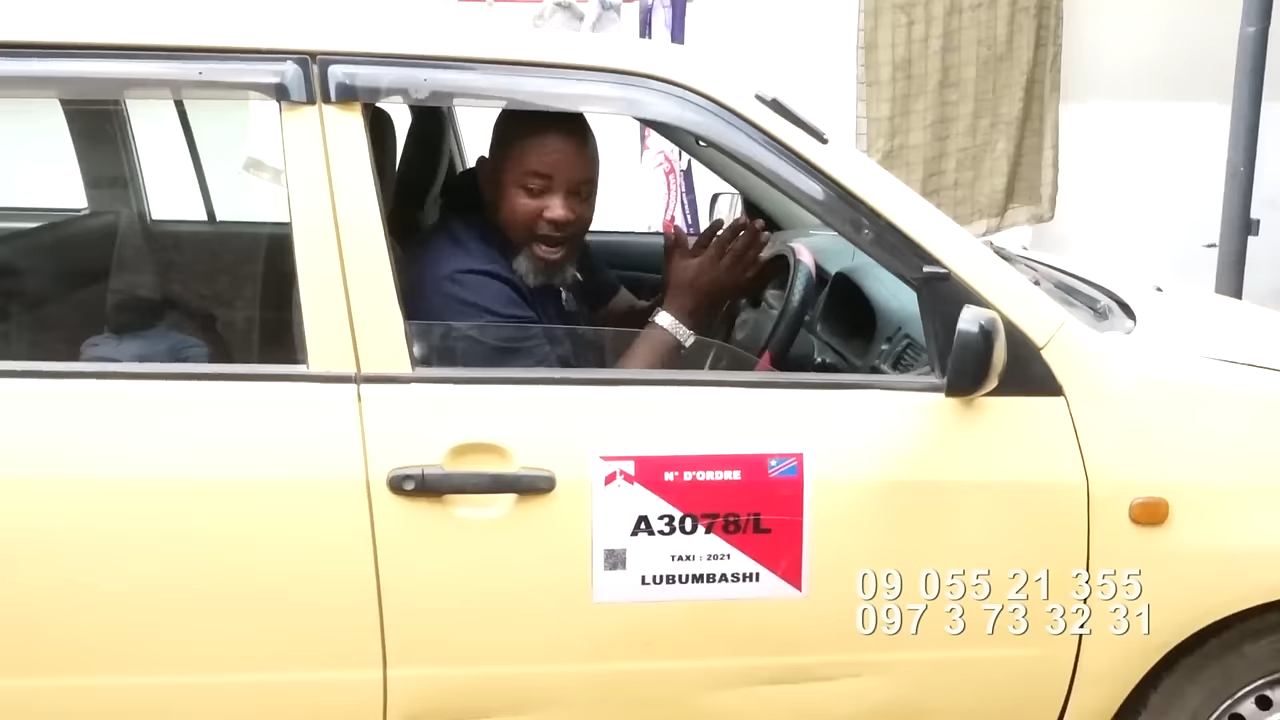 N° D'ORDRE
A3078/L
TAXI : 2021
LUBUMBASHI
09 055 21 355
097 3 73 32 31